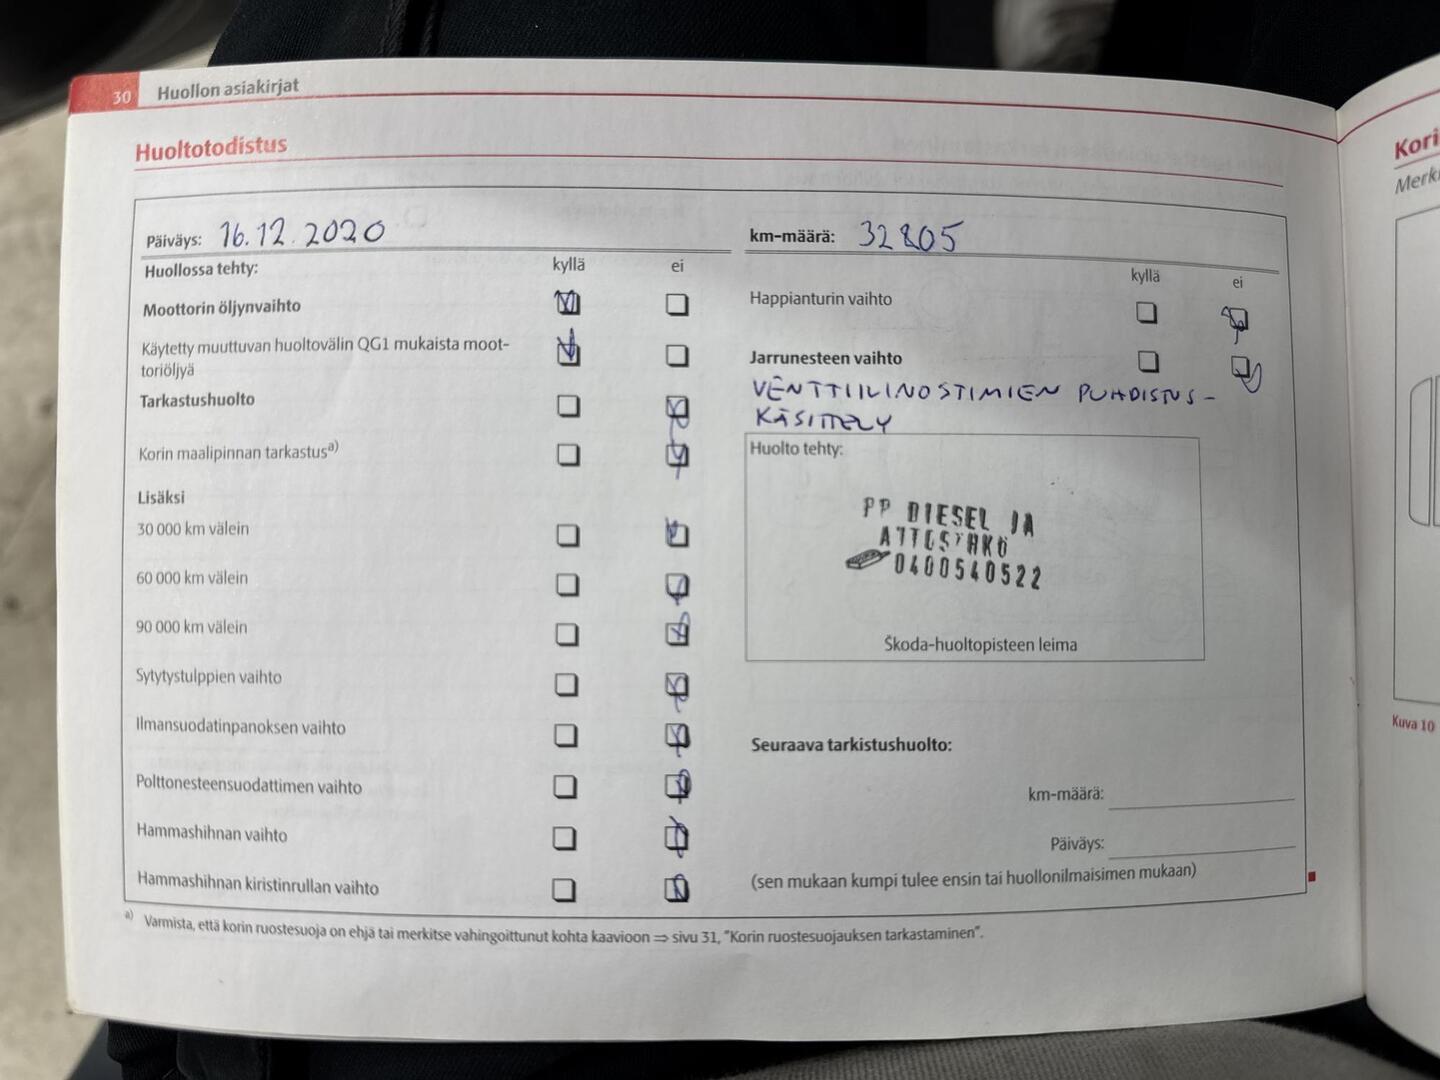 30 Huollon asiakirjat
Huoltotodistus
Päiväys: 16.12.2020
Huollossa tehty: kyllä ei
Moottorin öljynvaihto
Käytetty muuttuvan huoltovälin QG1 mukaista moot-
toriöljyä
Tarkastushuolto
Korin maalipinnan tarkastusa)
Lisäksi
30 000 km välein
60 000 km välein
90 000 km välein
Sytytystulppien vaihto
Ilmansuodatinpanoksen vaihto
Polttonesteensuodattimen vaihto
Hammashihnan vaihto
Hammashihnan kiristinrullan vaihto
km-määrä: 32805
kyllä ei
Happianturin vaihto
Jarrunesteen vaihto
VENTTIILINOSTIMIEN PUHDISTUS-
KÄSITTELY
Huolto tehty:
PP DIESEL JA
0400540522
Škoda-huoltopisteen leima
Seuraava tarkistushuolto:
km-määrä:
Päiväys:
(sen mukaan kumpi tulee ensin tai huollonilmaisimen mukaan)
a) Varmista, että korin ruostesuoja on ehjä tai merkitse vahingoittunut kohta kaavioon ⇒ sivu 31, "Korin ruostesuojauksen tarkastaminen".
Kori
Merki
Kuva 10